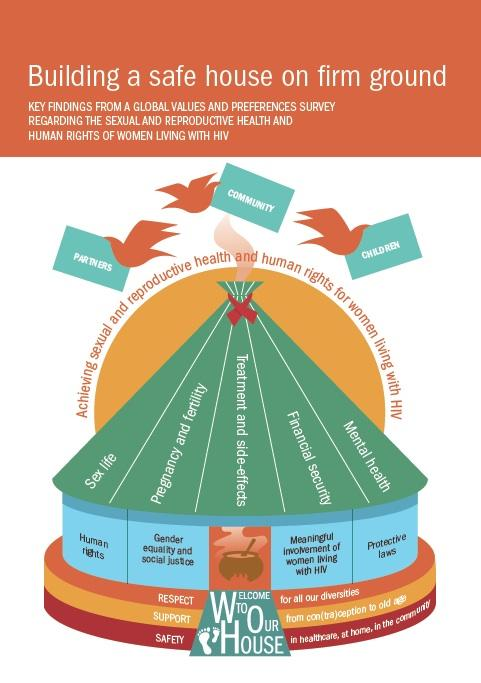 Building a safe house on firm ground
KEY FINDINGS FROM A GLOBAL VALUES AND PREFERENCES SURVEY
REGARDING THE SEXUAL AND REPRODUCTIVE HEALTH AND
HUMAN RIGHTS OF WOMEN LIVING WITH HIV
COMMUNITY
PARTNERS
CHILDREN
Achieving sexual and reproductive health and human rights for women living with HIV
Sex life
Pregnancy and fertility
Treatment and side-effects
Financial security
Mental health
Human
rights
Gender
equality and
social justice
Meaningful
involvement of
women living
with HIV
Protective
laws
RESPECT
for all our diversities
SUPPORT
from con(tra)ception to old age
SAFETY
in healthcare, at home, in the community
WELCOME
TO OUR
HOUSE